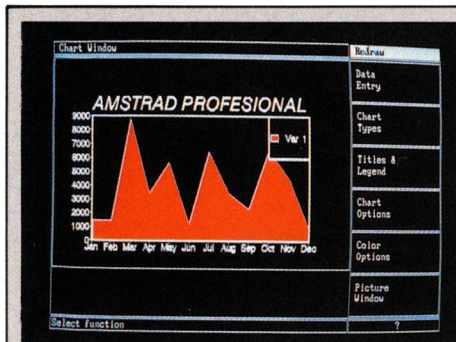 Chart Window
Redraw
Data
Entry
Chart
Types
Titles &
Legend
Chart
Options
Color
Options
Picture
Window
AMSTRAD PROFESIONAL
9000
8000
7000
6000
5000
4000
3000
2000
1000
0
Var 1
Jan Feb Mar Apr May Jun Jul Aug Sep Oct Nov Dec
Select function
?